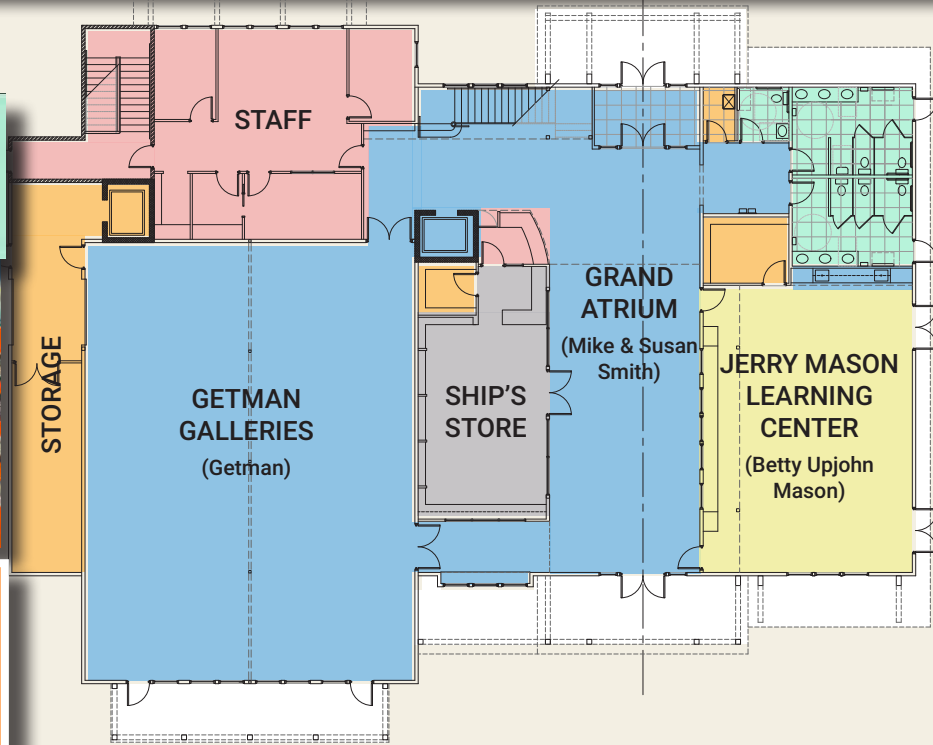 STAFF
GRAND
ATRIUM
(Mike & Susan
Smith)
STORAGE
GETMAN
GALLERIES
(Getman)
SHIP'S
STORE
JERRY MASON
LEARNING
CENTER
(Betty Upjohn
Mason)